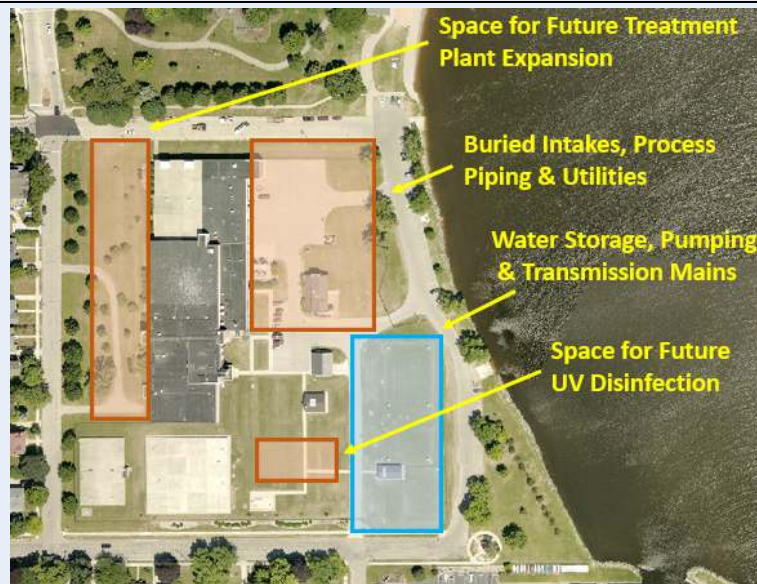 Space for Future Treatment
Plant Expansion
Buried Intakes, Process
Piping & Utilities
Water Storage, Pumping
& Transmission Mains
Space for Future
UV Disinfection